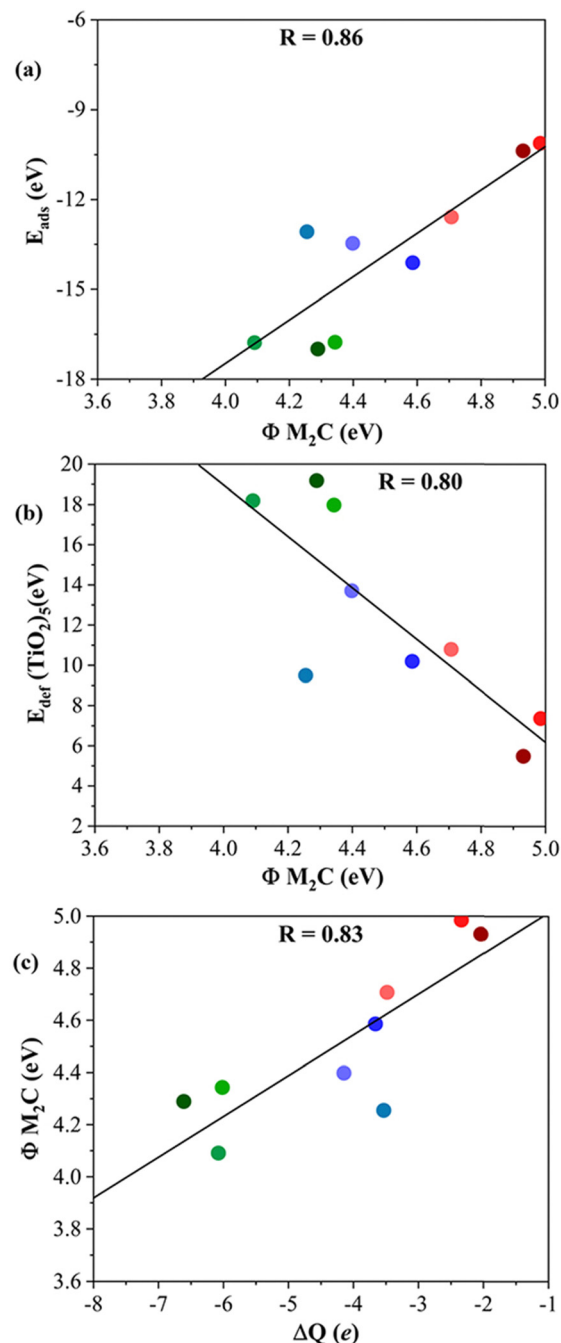 (a)
R = 0.86
-6
-9
-12
-15
-18
E_ads (eV)
3.6 3.8 4.0 4.2 4.4 4.6 4.8 5.0
Φ M₂C (eV)
(b)
R = 0.80
20
18
16
14
12
10
8
6
4
2
E_def (TiO₂)₅(eV)
3.6 3.8 4.0 4.2 4.4 4.6 4.8 5.0
Φ M₂C (eV)
(c)
R = 0.83
5.0
4.8
4.6
4.4
4.2
4.0
3.8
3.6
Φ M₂C (eV)
-8 -7 -6 -5 -4 -3 -2 -1
ΔQ (e)